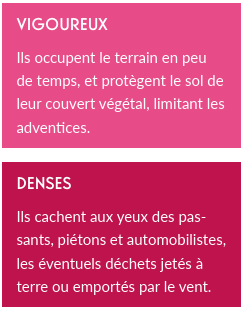 VIGOUREUX
Ils occupent le terrain en peu
de temps, et protègent le sol de
leur couvert végétal, limitant les
adventices.
DENSES
Ils cachent aux yeux des pas-
sants, piétons et automobilistes,
les éventuels déchets jetés à
terre ou emportés par le vent.